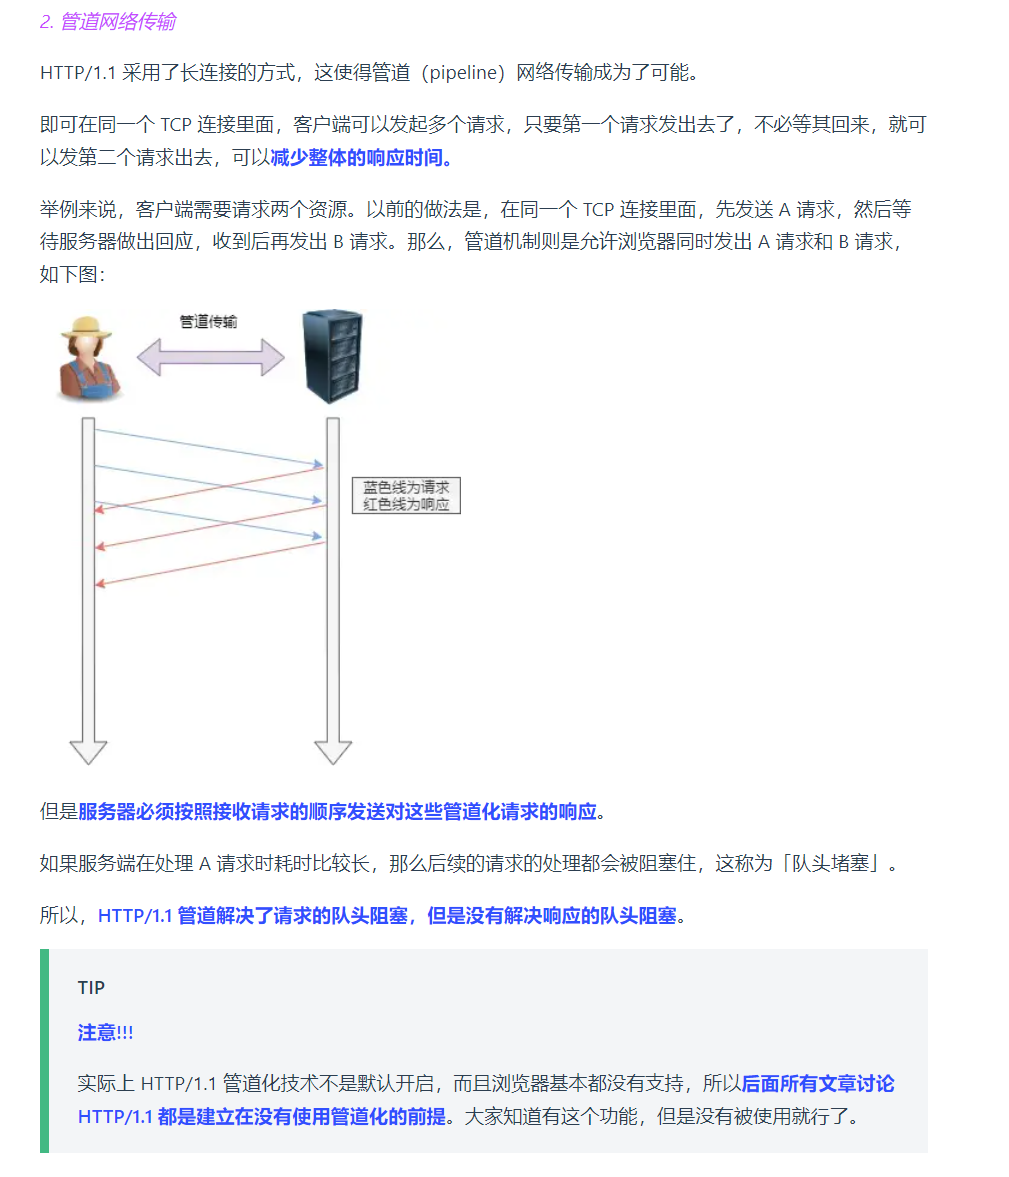 2. 管道网络传输
HTTP/1.1 采用了长连接的方式，这使得管道（pipeline）网络传输成为了可能。
即可在同一个 TCP 连接里面，客户端可以发起多个请求，只要第一个请求发出去了，不必等其回来，就可
以发第二个请求出去，可以减少整体的响应时间。
举例来说，客户端需要请求两个资源。以前的做法是，在同一个 TCP 连接里面，先发送 A 请求，然后等
待服务器做出回应，收到后再发出 B 请求。那么，管道机制则是允许浏览器同时发出 A 请求和 B 请求，
如下图：
管道传输
蓝色线为请求
红色线为响应
但是服务器必须按照接收请求的顺序发送对这些管道化请求的响应。
如果服务端在处理 A 请求时耗时比较长，那么后续的请求的处理都会被阻塞住，这称为「队头堵塞」。
所以，HTTP/1.1 管道解决了请求的队头阻塞，但是没有解决响应的队头阻塞。
TIP
注意!!!
实际上 HTTP/1.1 管道化技术不是默认开启，而且浏览器基本都没有支持，所以后面所有文章讨论
HTTP/1.1 都是建立在没有使用管道化的前提。大家知道有这个功能，但是没有被使用就行了。